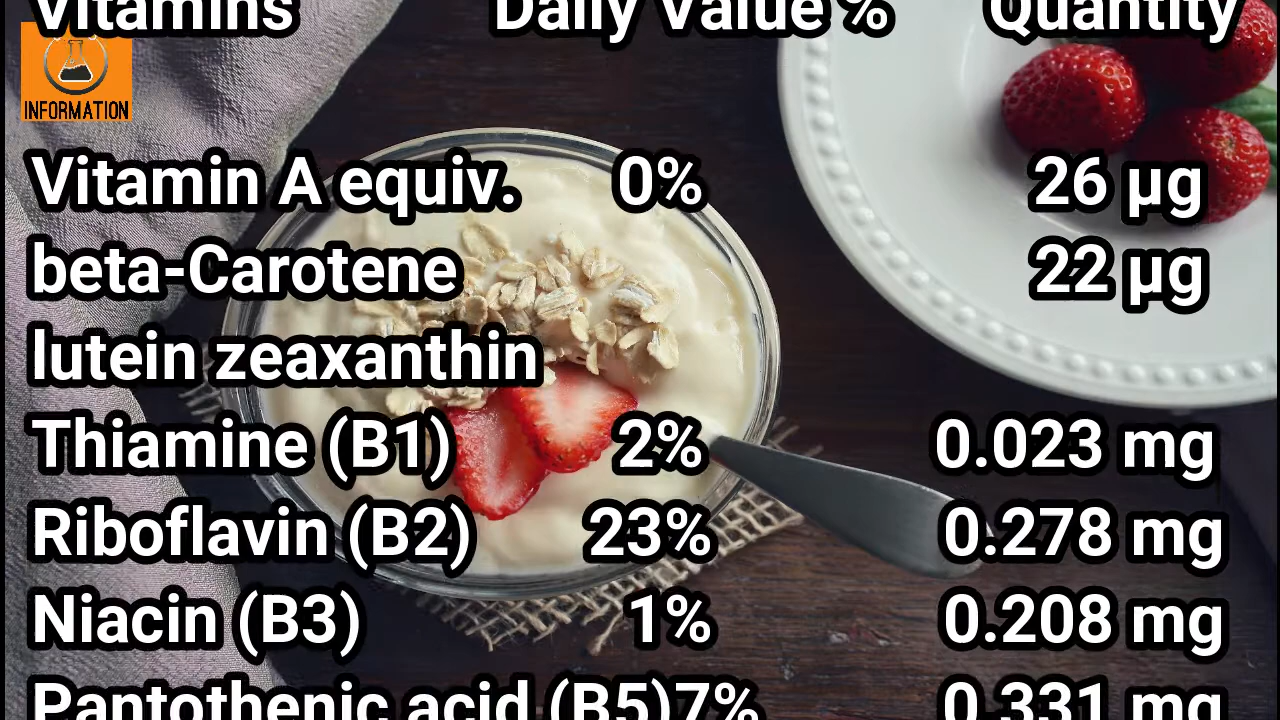 Vitamins Daily Value % Quantity
INFORMATION
Vitamin A equiv. 0% 26 µg
beta-Carotene 22 µg
lutein zeaxanthin
Thiamine (B1) 2% 0.023 mg
Riboflavin (B2) 23% 0.278 mg
Niacin (B3) 1% 0.208 mg
Pantothenic acid (B5)7% 0.331 mg